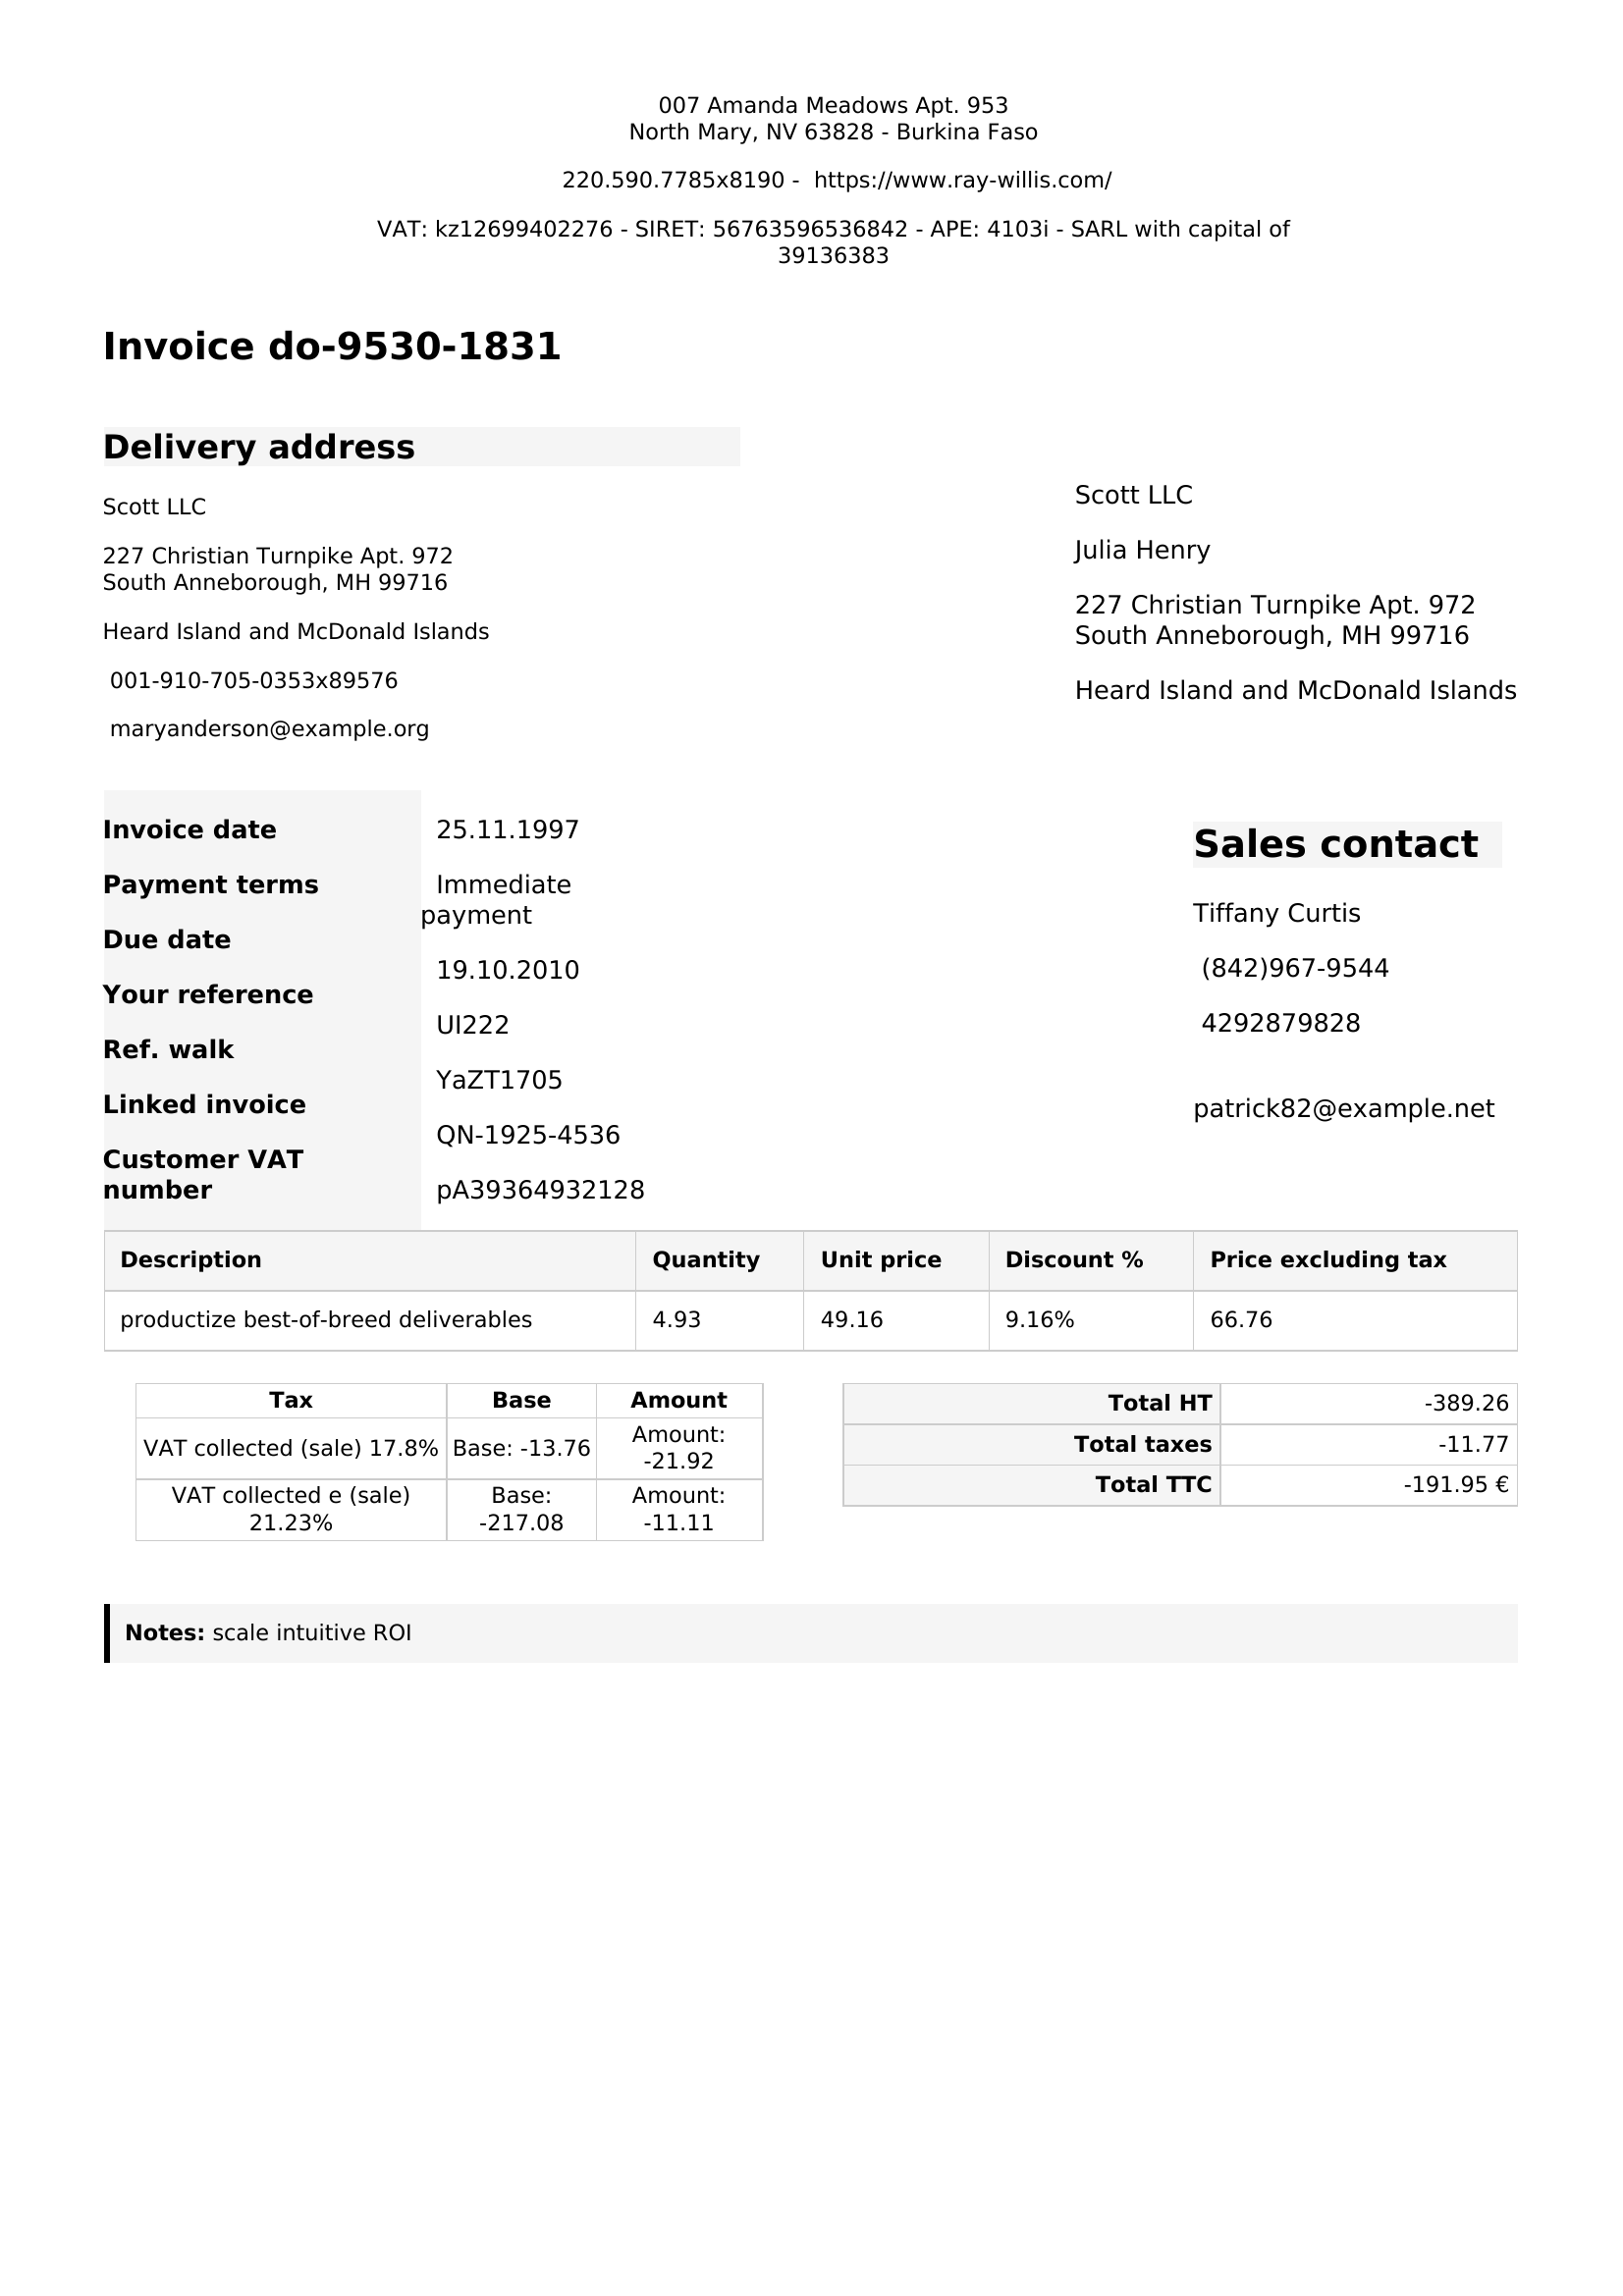 007 Amanda Meadows Apt. 953
North Mary, NV 63828 - Burkina Faso
220.590.7785x8190 - https://www.ray-willis.com/
VAT: kz12699402276 - SIRET: 56763596536842 - APE: 4103i - SARL with capital of
39136383
Invoice do-9530-1831
Delivery address
Scott LLC
227 Christian Turnpike Apt. 972
South Anneborough, MH 99716
Heard Island and McDonald Islands
001-910-705-0353x89576
maryanderson@example.org
Scott LLC
Julia Henry
227 Christian Turnpike Apt. 972
South Anneborough, MH 99716
Heard Island and McDonald Islands
Invoice date
Payment terms
Due date
Your reference
Ref. walk
Linked invoice
Customer VAT
number
25.11.1997
Immediate
payment
19.10.2010
UI222
YaZT1705
QN-1925-4536
pA39364932128
Sales contact
Tiffany Curtis
(842)967-9544
4292879828
patrick82@example.net
Description Quantity Unit price Discount % Price excluding tax
productize best-of-breed deliverables 4.93 49.16 9.16% 66.76
Tax Base Amount
VAT collected (sale) 17.8% Base: -13.76 Amount:
-21.92
VAT collected e (sale) Base: Amount:
21.23% -217.08 -11.11
Total HT -389.26
Total taxes -11.77
Total TTC -191.95 €
Notes: scale intuitive ROI